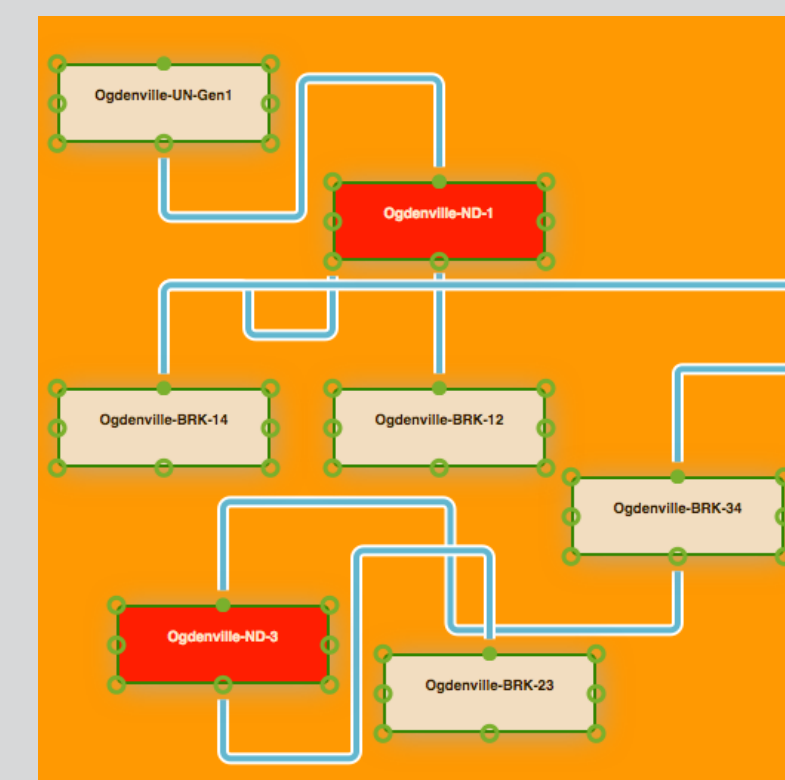 Ogdenville-UN-Gen1
Ogdenville-ND-1
Ogdenville-BRK-14
Ogdenville-BRK-12
Ogdenville-BRK-34
Ogdenville-ND-3
Ogdenville-BRK-23